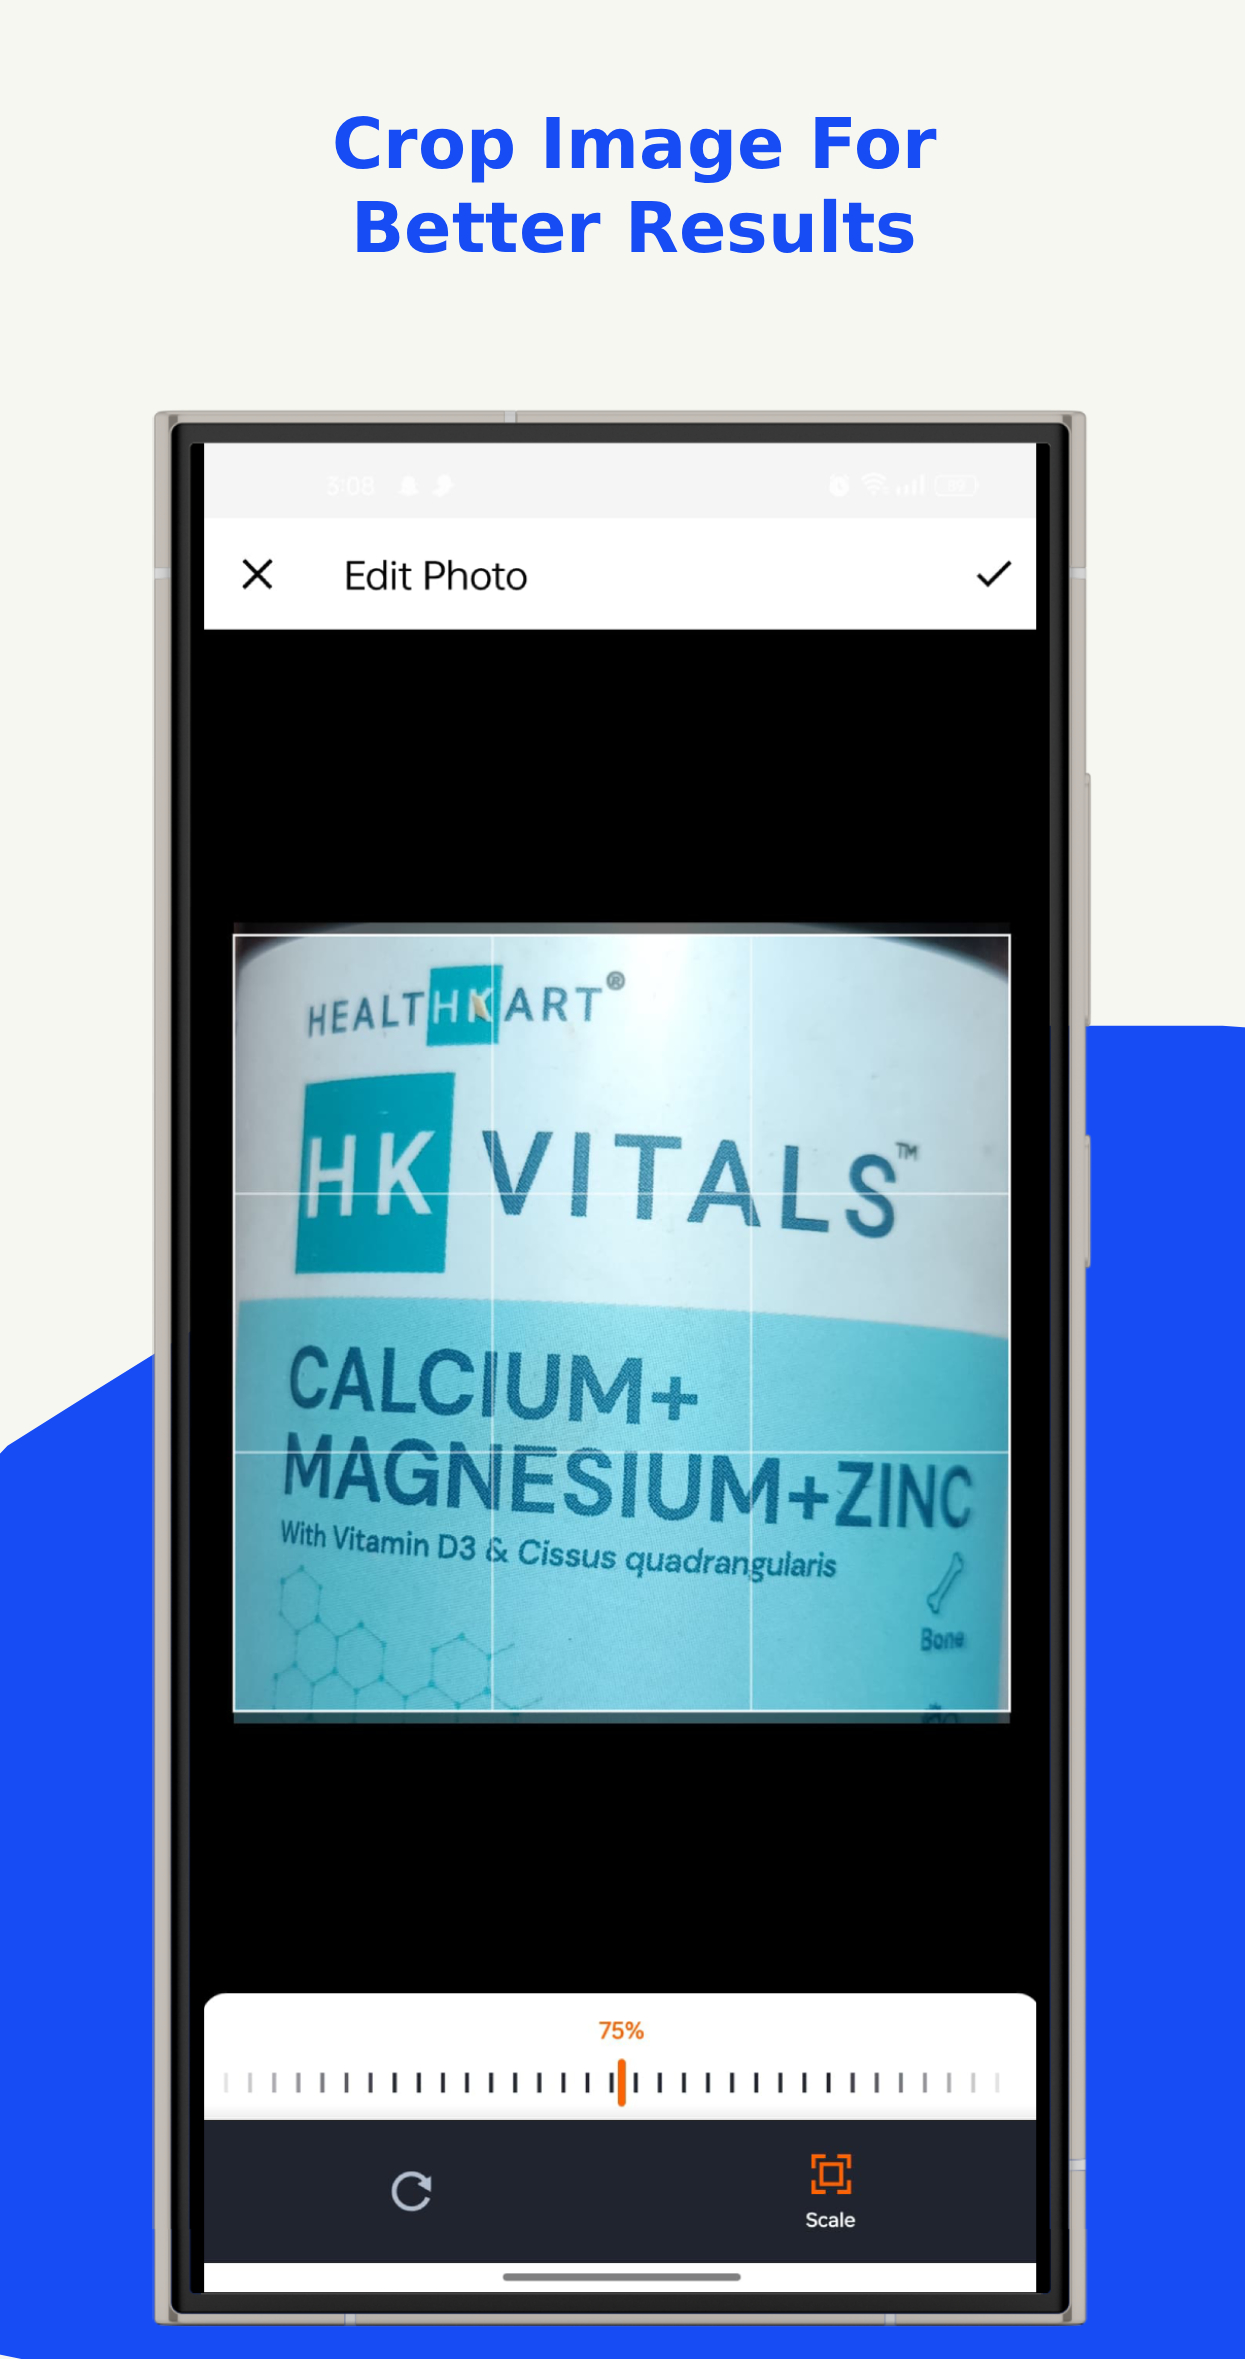 Crop Image For
Better Results
3:08
Edit Photo
HEALTHKART®
HK VITALS™
CALCIUM+
MAGNESIUM+ZINC
With Vitamin D3 & Cissus quadrangularis
Bone
75%
Scale